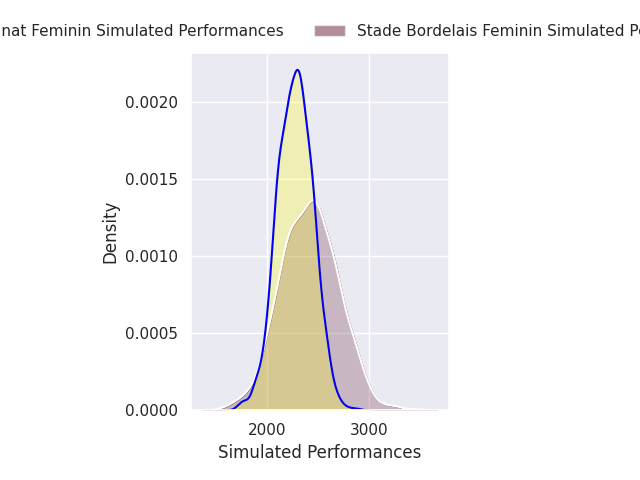 nat Feminin Simulated Performances
Stade Bordelais Feminin Simulated P
0.0020
0.0015
0.0010
0.0005
0.0000
Density
2000 3000
Simulated Performances